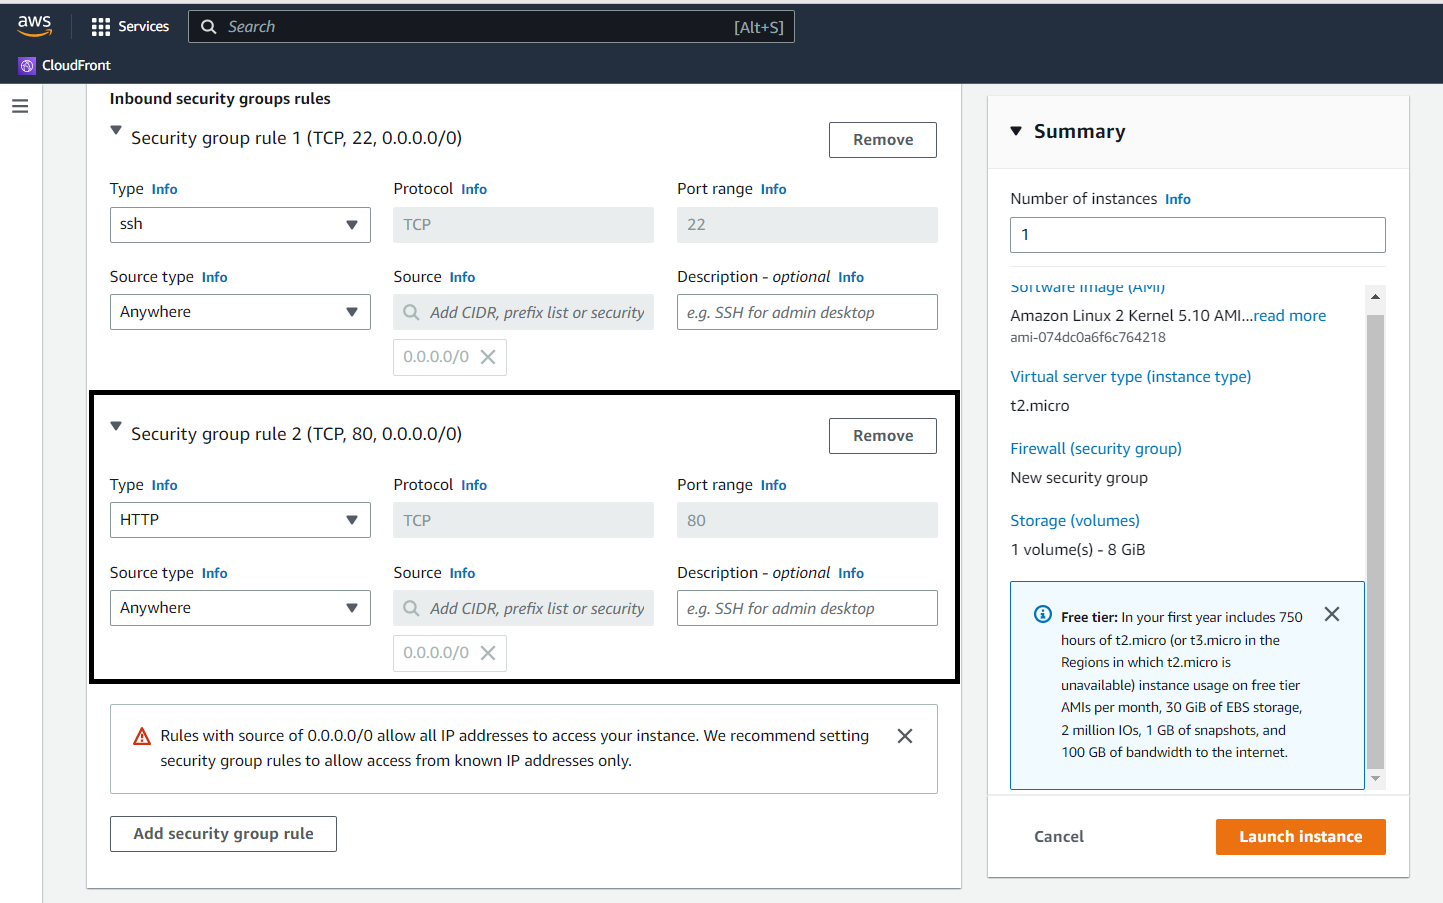 aws
Services
Search
[Alt+S]
CloudFront
Inbound security groups rules
Security group rule 1 (TCP, 22, 0.0.0.0/0)
Remove
Type Info
Protocol Info
Port range Info
ssh
TCP
22
Source type Info
Source Info
Description - optional Info
Anywhere
Add CIDR, prefix list or security
e.g. SSH for admin desktop
0.0.0.0/0
Security group rule 2 (TCP, 80, 0.0.0.0/0)
Remove
Type Info
Protocol Info
Port range Info
HTTP
TCP
80
Source type Info
Source Info
Description - optional Info
Anywhere
Add CIDR, prefix list or security
e.g. SSH for admin desktop
0.0.0.0/0
Rules with source of 0.0.0.0/0 allow all IP addresses to access your instance. We recommend setting
security group rules to allow access from known IP addresses only.
Add security group rule
Summary
Number of instances Info
1
Software Image (AMI)
Amazon Linux 2 Kernel 5.10 AMI...read more
ami-074dc0a6f6c764218
Virtual server type (instance type)
t2.micro
Firewall (security group)
New security group
Storage (volumes)
1 volume(s) - 8 GiB
Free tier: In your first year includes 750
hours of t2.micro (or t3.micro in the
Regions in which t2.micro is
unavailable) instance usage on free tier
AMIs per month, 30 GiB of EBS storage,
2 million IOs, 1 GB of snapshots, and
100 GB of bandwidth to the internet.
Cancel
Launch instance